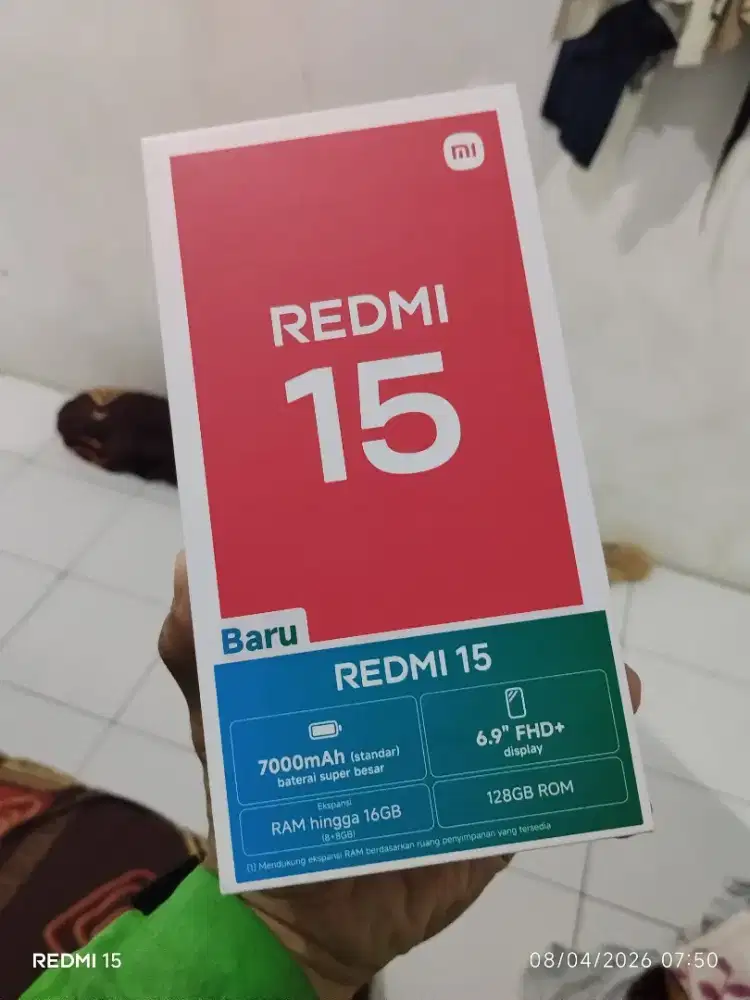 mi
REDMI
15
Baru
REDMI 15
7000mAh (standar)
baterai super besar
6.9" FHD+
display
Ekspansi
RAM hingga 16GB
(8+8GB)
128GB ROM
[1] Mendukung ekspansi RAM berdasarkan ruang penyimpanan yang tersedia
REDMI 15
08/04/2026 07:50